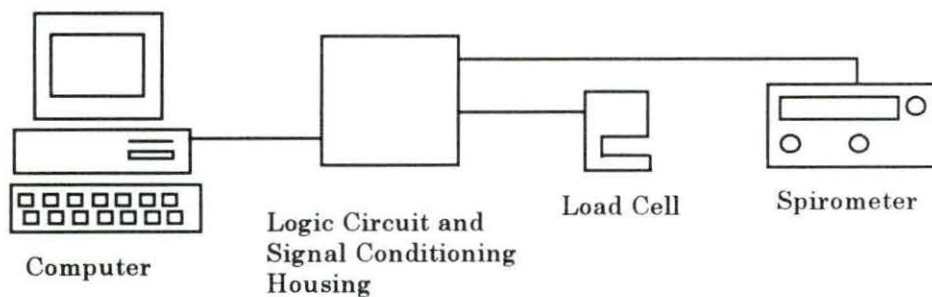 Load Cell
Spirometer
Logic Circuit and
Signal Conditioning
Housing
Computer